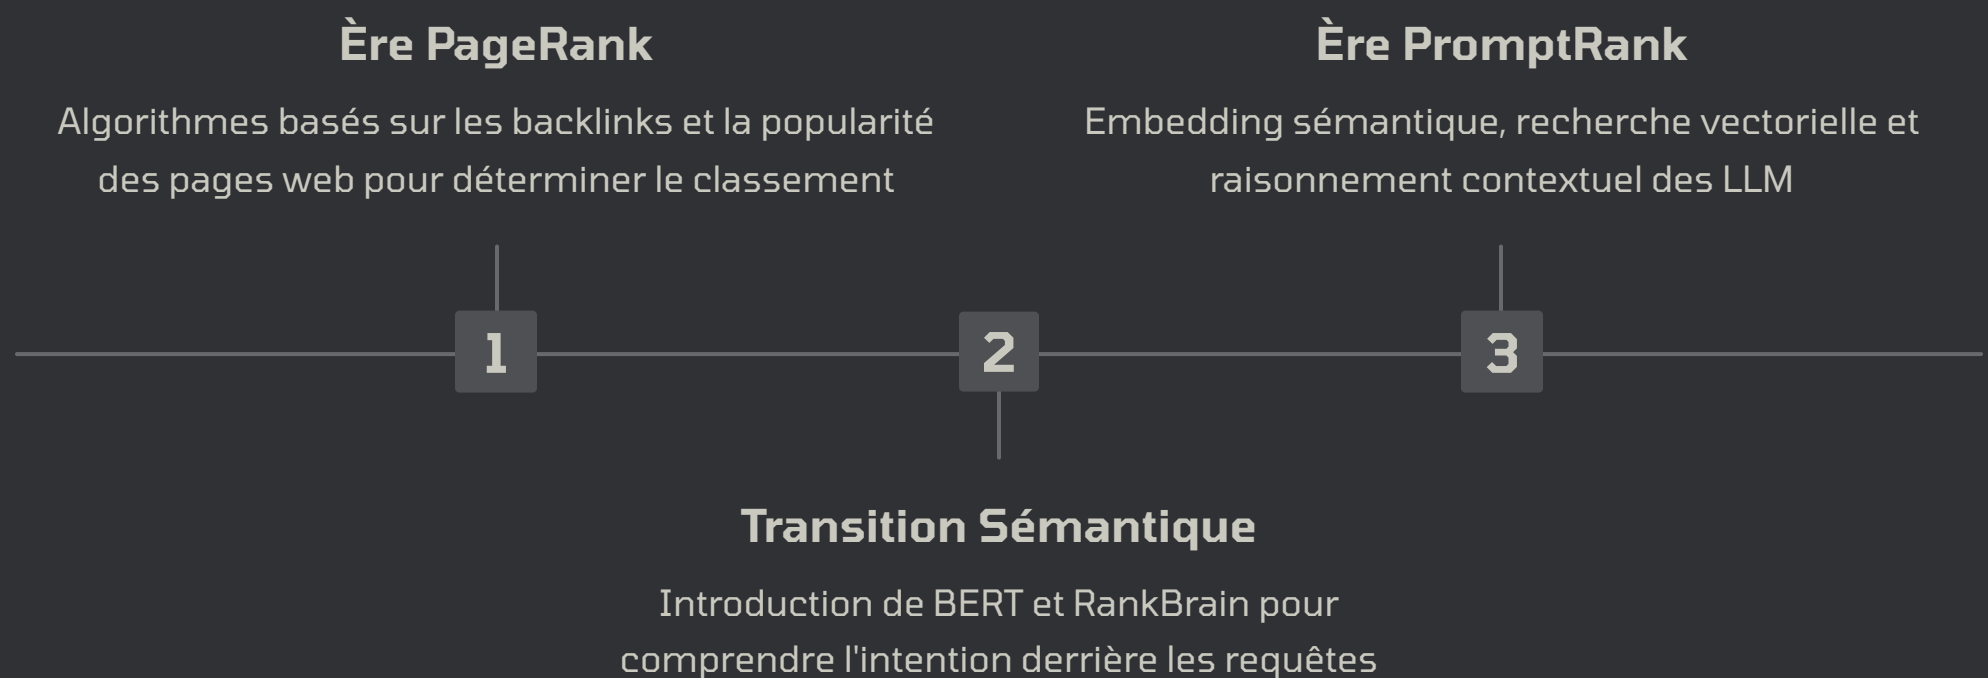 Ère PageRank
Algorithmes basés sur les backlinks et la popularité
des pages web pour déterminer le classement
Ère PromptRank
Embedding sémantique, recherche vectorielle et
raisonnement contextuel des LLM
1
2
3
Transition Sémantique
Introduction de BERT et RankBrain pour
comprendre l'intention derrière les requêtes